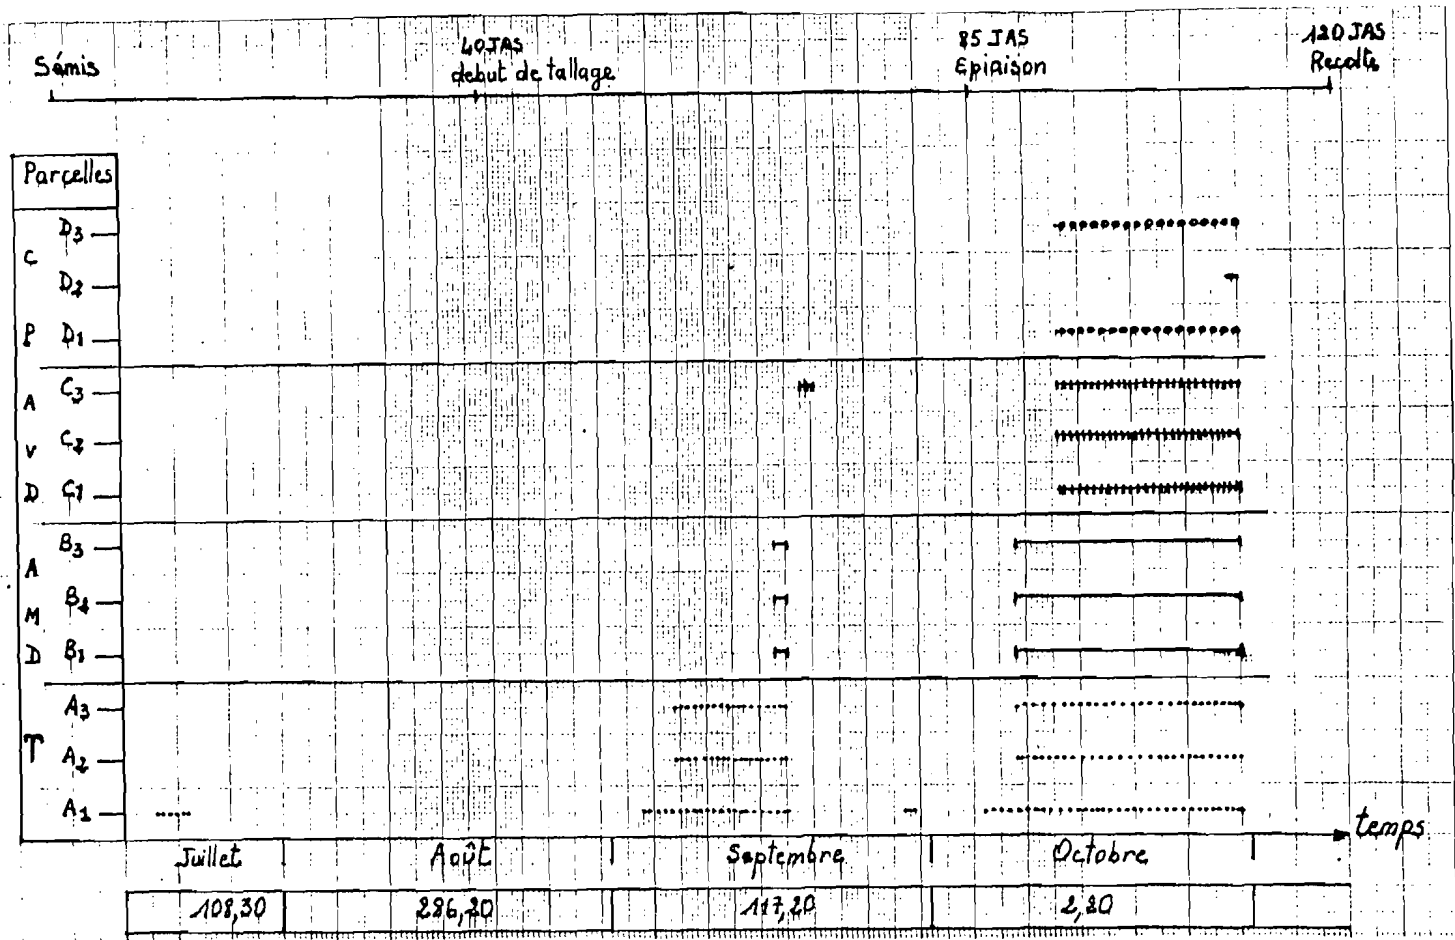 Sémis
40 JAS
debut de tallage
85 JAS
Epiaison
120 JAS
Recolte
Parcelles
D3
C
D2
P D1
C3
A
V C2
D C1
B3
A
B2
M
D B1
A3
T A2
A1
temps
Juillet Août Septembre Octobre
108,30 286,20 117,20 2,20